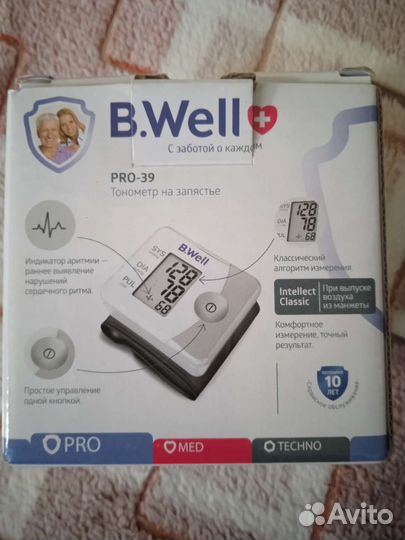 B.Well
С заботой о каждом
PRO-39
Тонометр на запястье
SYS
128
DIA
78
PUL
68
B.Well
SYS
128
DIA
78
PUL
68
Индикатор аритмии —
раннее выявление
нарушений
сердечного ритма.
Классический
алгоритм измерения.
Intellect
Classic
При выпуске
воздуха
из манжеты
Комфортное
измерение, точный
результат.
Простое управление
одной кнопкой.
10
ЛЕТ
Сервисное обслуживание
PRO
MED
TECHNO
Avito